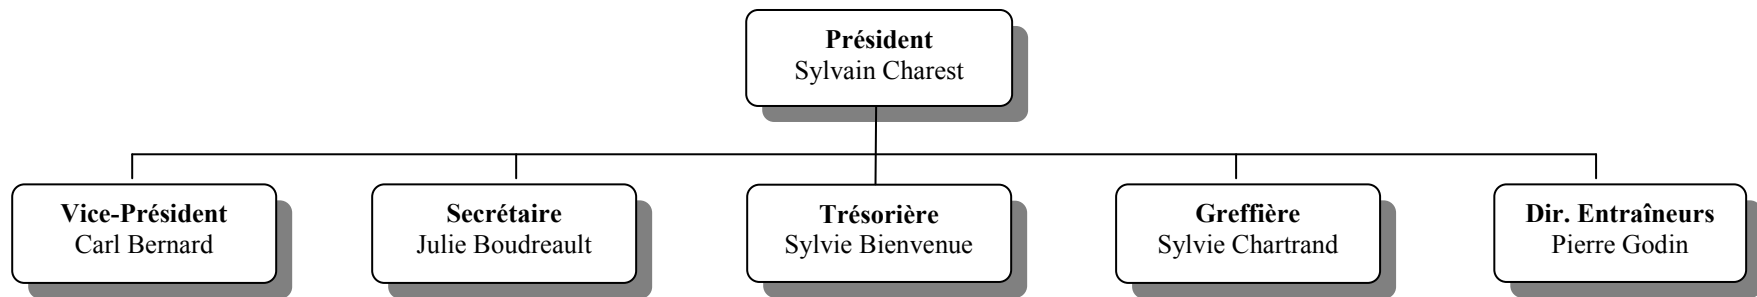 Président
Sylvain Charest
Vice-Président
Carl Bernard
Secrétaire
Julie Boudreault
Trésorière
Sylvie Bienvenue
Greffière
Sylvie Chartrand
Dir. Entraîneurs
Pierre Godin